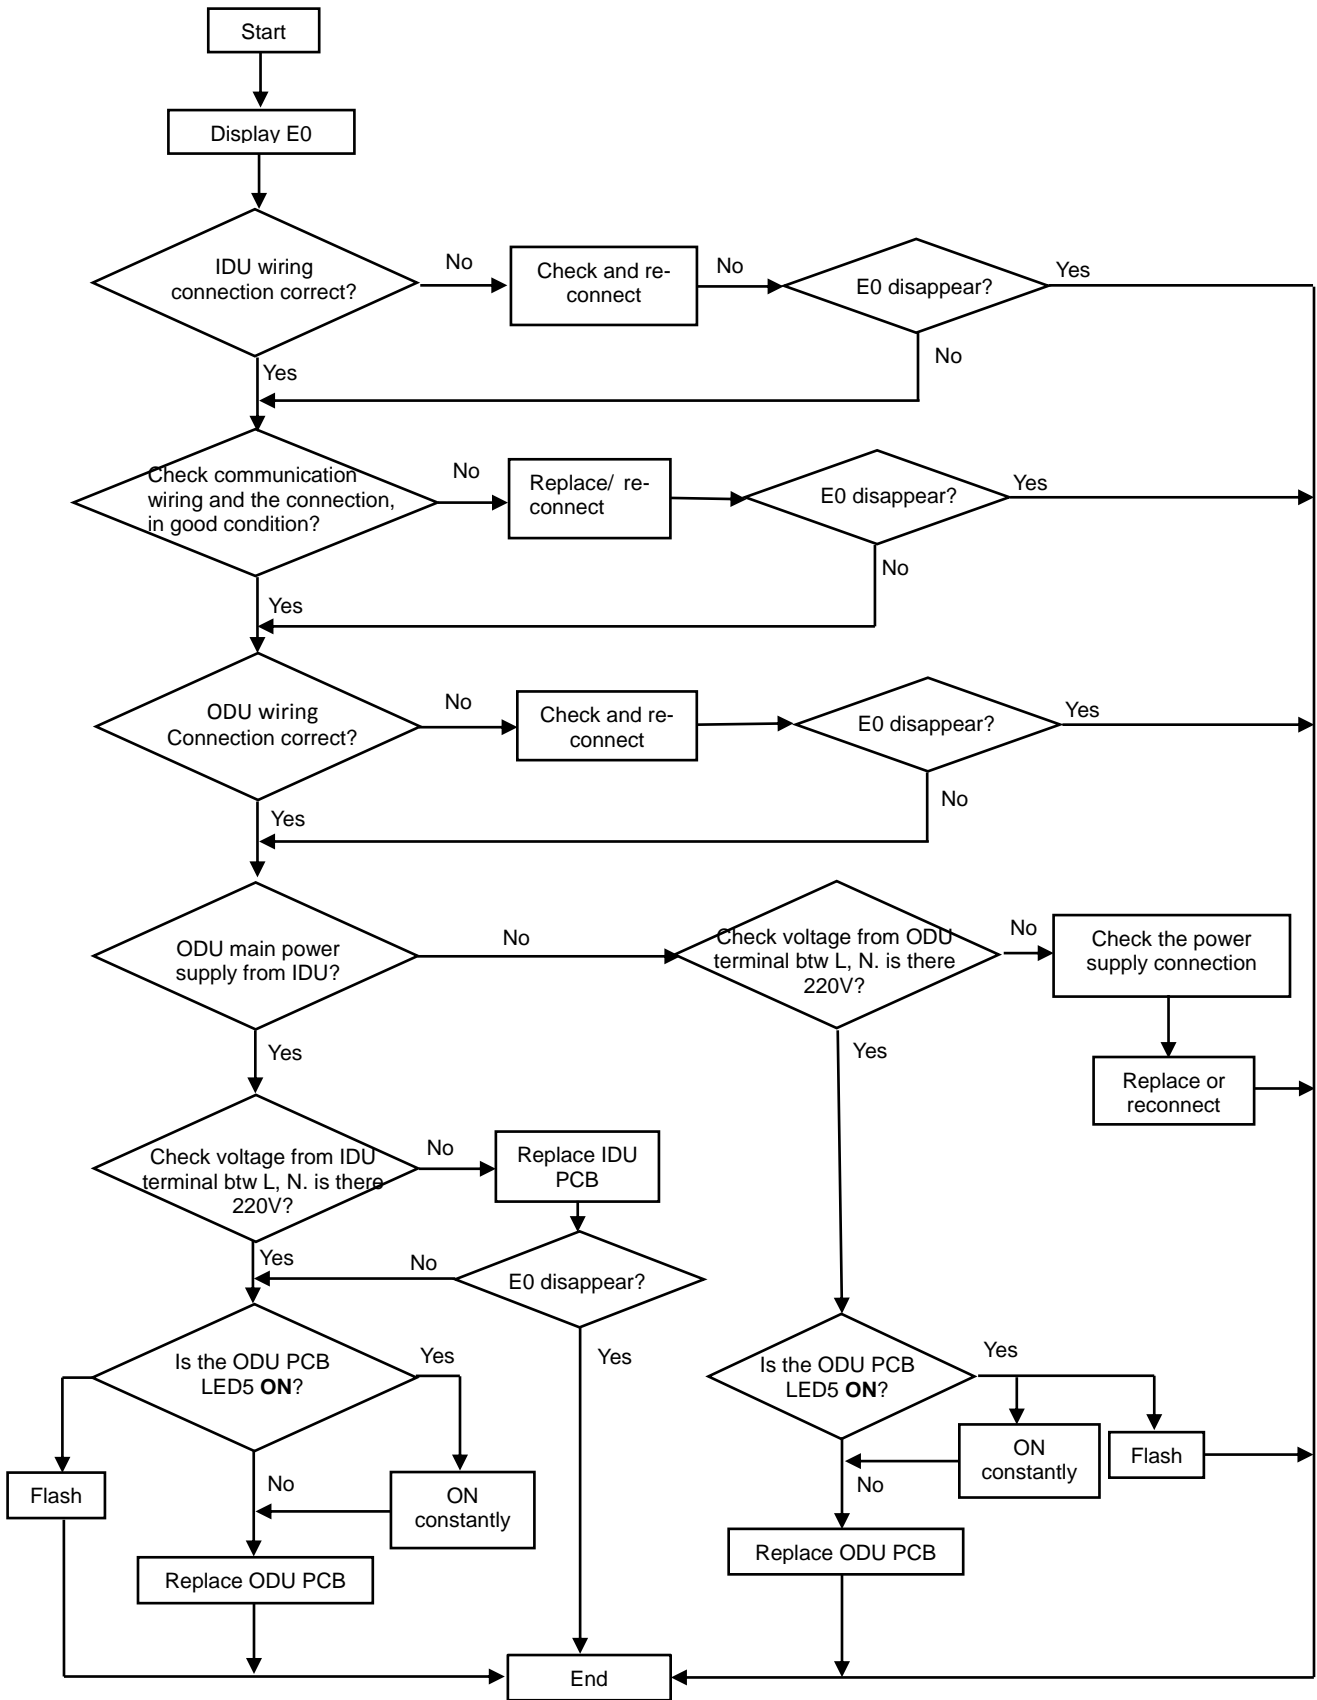 Start
Display E0
IDU wiring
connection correct?
No
Check and re-
connect
No
E0 disappear?
Yes
No
Yes
Check communication
wiring and the connection,
in good condition?
No
Replace/ re-
connect
E0 disappear?
Yes
No
Yes
ODU wiring
Connection correct?
No
Check and re-
connect
E0 disappear?
Yes
No
Yes
ODU main power
supply from IDU?
No
Check voltage from ODU
terminal btw L, N. is there
220V?
No
Check the power
supply connection
Yes
Yes
Replace or
reconnect
Check voltage from IDU
terminal btw L, N. is there
220V?
No
Replace IDU
PCB
Yes
No
E0 disappear?
Yes
Is the ODU PCB
LED5 ON?
Yes
Is the ODU PCB
LED5 ON?
Yes
Flash
No
ON
constantly
No
ON
constantly
Flash
Replace ODU PCB
Replace ODU PCB
End